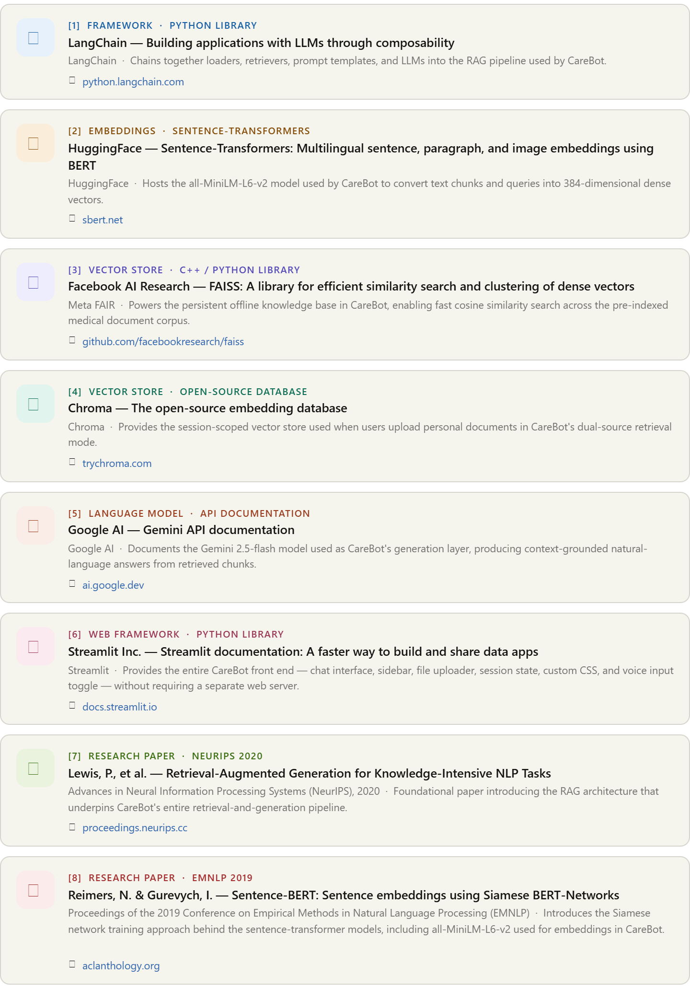 [1] FRAMEWORK · PYTHON LIBRARY
LangChain — Building applications with LLMs through composability
LangChain · Chains together loaders, retrievers, prompt templates, and LLMs into the RAG pipeline used by CareBot.
python.langchain.com
[2] EMBEDDINGS · SENTENCE-TRANSFORMERS
HuggingFace — Sentence-Transformers: Multilingual sentence, paragraph, and image embeddings using
BERT
HuggingFace · Hosts the all-MiniLM-L6-v2 model used by CareBot to convert text chunks and queries into 384-dimensional dense
vectors.
sbert.net
[3] VECTOR STORE · C++ / PYTHON LIBRARY
Facebook AI Research — FAISS: A library for efficient similarity search and clustering of dense vectors
Meta FAIR · Powers the persistent offline knowledge base in CareBot, enabling fast cosine similarity search across the pre-indexed
medical document corpus.
github.com/facebookresearch/faiss
[4] VECTOR STORE · OPEN-SOURCE DATABASE
Chroma — The open-source embedding database
Chroma · Provides the session-scoped vector store used when users upload personal documents in CareBot's dual-source retrieval
mode.
trychroma.com
[5] LANGUAGE MODEL · API DOCUMENTATION
Google AI — Gemini API documentation
Google AI · Documents the Gemini 2.5-flash model used as CareBot's generation layer, producing context-grounded natural-
language answers from retrieved chunks.
ai.google.dev
[6] WEB FRAMEWORK · PYTHON LIBRARY
Streamlit Inc. — Streamlit documentation: A faster way to build and share data apps
Streamlit · Provides the entire CareBot front end — chat interface, sidebar, file uploader, session state, custom CSS, and voice input
toggle — without requiring a separate web server.
docs.streamlit.io
[7] RESEARCH PAPER · NEURIPS 2020
Lewis, P., et al. — Retrieval-Augmented Generation for Knowledge-Intensive NLP Tasks
Advances in Neural Information Processing Systems (NeurIPS), 2020 · Foundational paper introducing the RAG architecture that
underpins CareBot's entire retrieval-and-generation pipeline.
proceedings.neurips.cc
[8] RESEARCH PAPER · EMNLP 2019
Reimers, N. & Gurevych, I. — Sentence-BERT: Sentence embeddings using Siamese BERT-Networks
Proceedings of the 2019 Conference on Empirical Methods in Natural Language Processing (EMNLP) · Introduces the Siamese
network training approach behind the sentence-transformer models, including all-MiniLM-L6-v2 used for embeddings in CareBot.
aclanthology.org